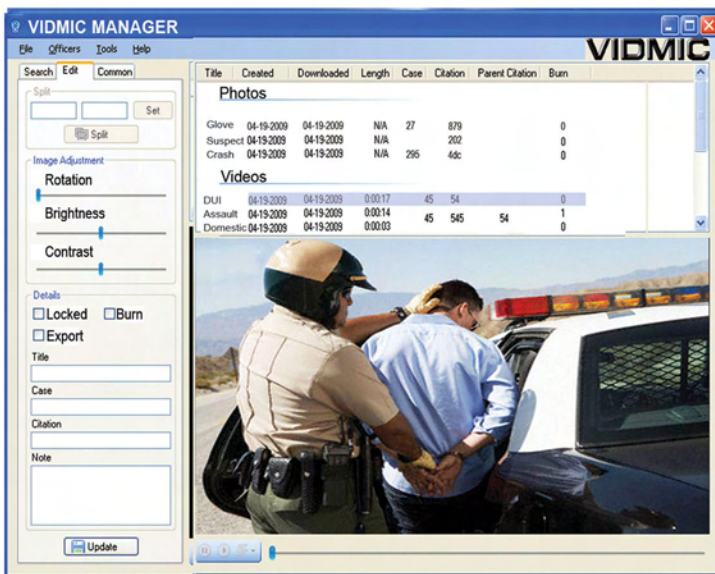 VIDMIC MANAGER
File Officers Tools Help
VIDMIC
Search Edit Common
Split
Set
Split
Image Adjustment
Rotation
Brightness
Contrast
Details
Locked Burn
Export
Title
Case
Citation
Note
Update
Title Created Downloaded Length Case Citation Parent Citation Burn
Photos
Glove 04-19-2009 04-19-2009 N/A 27 879 0
Suspect 04-19-2009 04-19-2009 N/A 202 0
Crash 04-19-2009 04-19-2009 N/A 295 4dc 0
Videos
DUI 04-19-2009 04-19-2009 0:00:17 45 54 0
Assault 04-19-2009 04-19-2009 0:00:14 45 545 54 1
Domestic 04-19-2009 04-19-2009 0:00:03 0